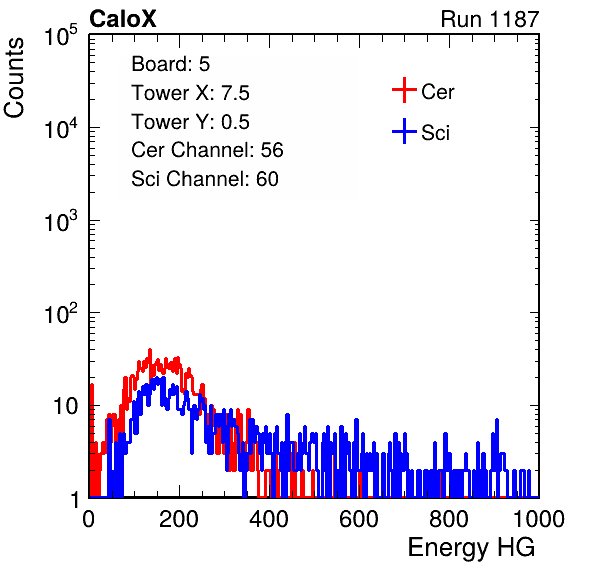 CaloX Run 1187
Counts
10^5
10^4
10^3
10^2
10
1
Board: 5
Tower X: 7.5
Tower Y: 0.5
Cer Channel: 56
Sci Channel: 60
Cer
Sci
0 200 400 600 800 1000
Energy HG